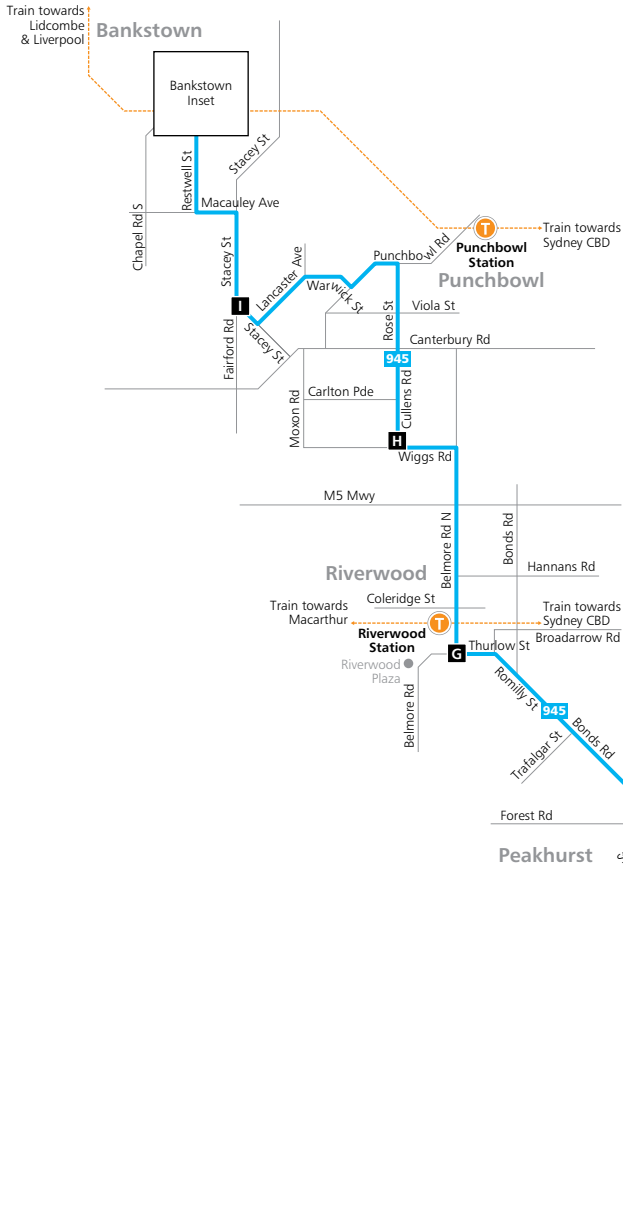 Train towards
Lidcombe
& Liverpool
Bankstown
Bankstown
Inset
Stacey St
Restwell St
Macauley Ave
Chapel Rd S
Stacey St
Train towards
Sydney CBD
T
Punchbowl
Station
Punchbowl
Punchbowl Rd
Lancaster Ave
Warwick St
I
Stacey St
Fairford Rd
Rose St
Viola St
Canterbury Rd
945
Carlton Pde
Cullens Rd
Moxon Rd
H
Wiggs Rd
M5 Mwy
Belmore Rd N
Bonds Rd
Hannans Rd
Riverwood
Coleridge St
Train towards
Macarthur
T
Train towards
Sydney CBD
Riverwood
Station
Broadarrow Rd
Thurlow St
G
Riverwood
Plaza
Belmore Rd
Romilly St
945
Bonds Rd
Trafalgar St
Forest Rd
Peakhurst